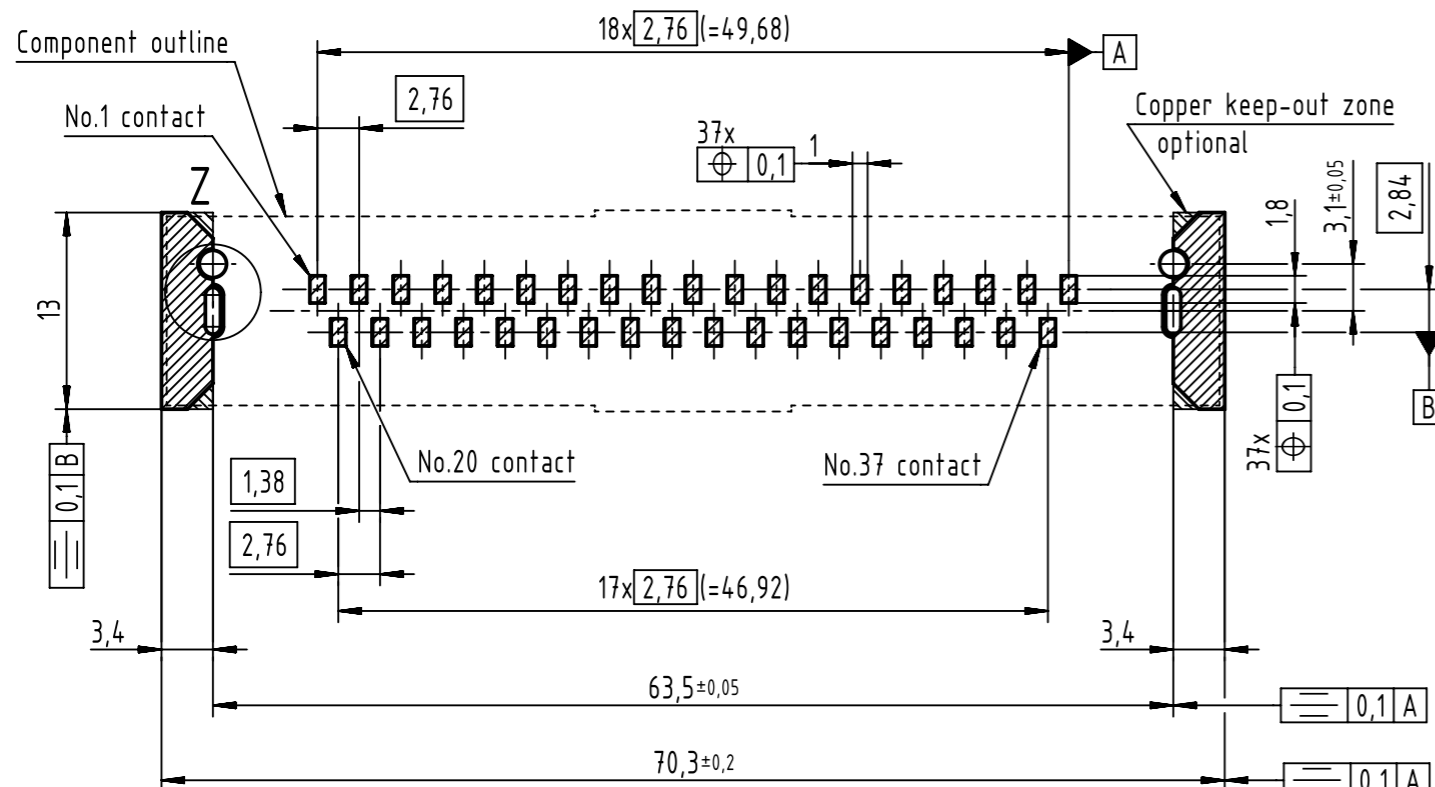 18x 2,76 (=49,68)
A
Component outline
2,76
No.1 contact
Copper keep-out zone
optional
37x
0,1
1
Z
1,8
3,1±0,05
2,84
13
37x
0,1
B
0,1 B
No.20 contact
No.37 contact
1,38
2,76
17x 2,76 (=46,92)
3,4
3,4
63,5±0,05
0,1 A
70,3±0,2
0,1 A